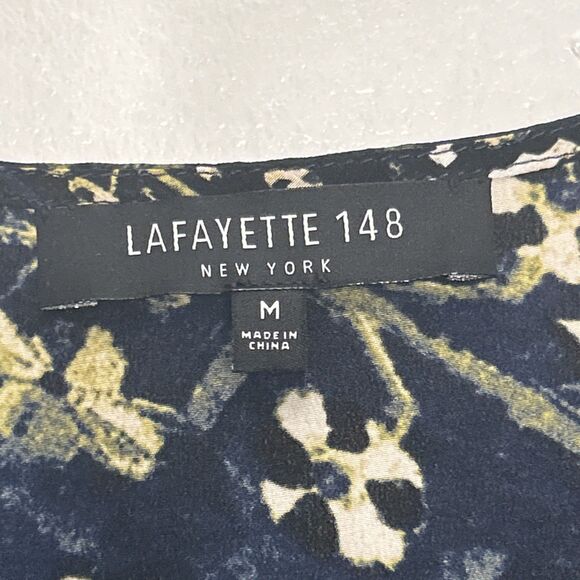 LAFAYETTE 148
NEW YORK
M
MADE IN
CHINA